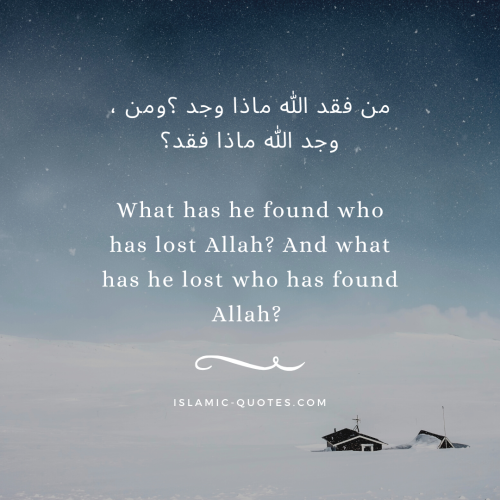 من فقد الله ماذا وجد ؟ومن ،
وجد الله ماذا فقد؟
What has he found who
has lost Allah? And what
has he lost who has found
Allah?
ISLAMIC-QUOTES.COM